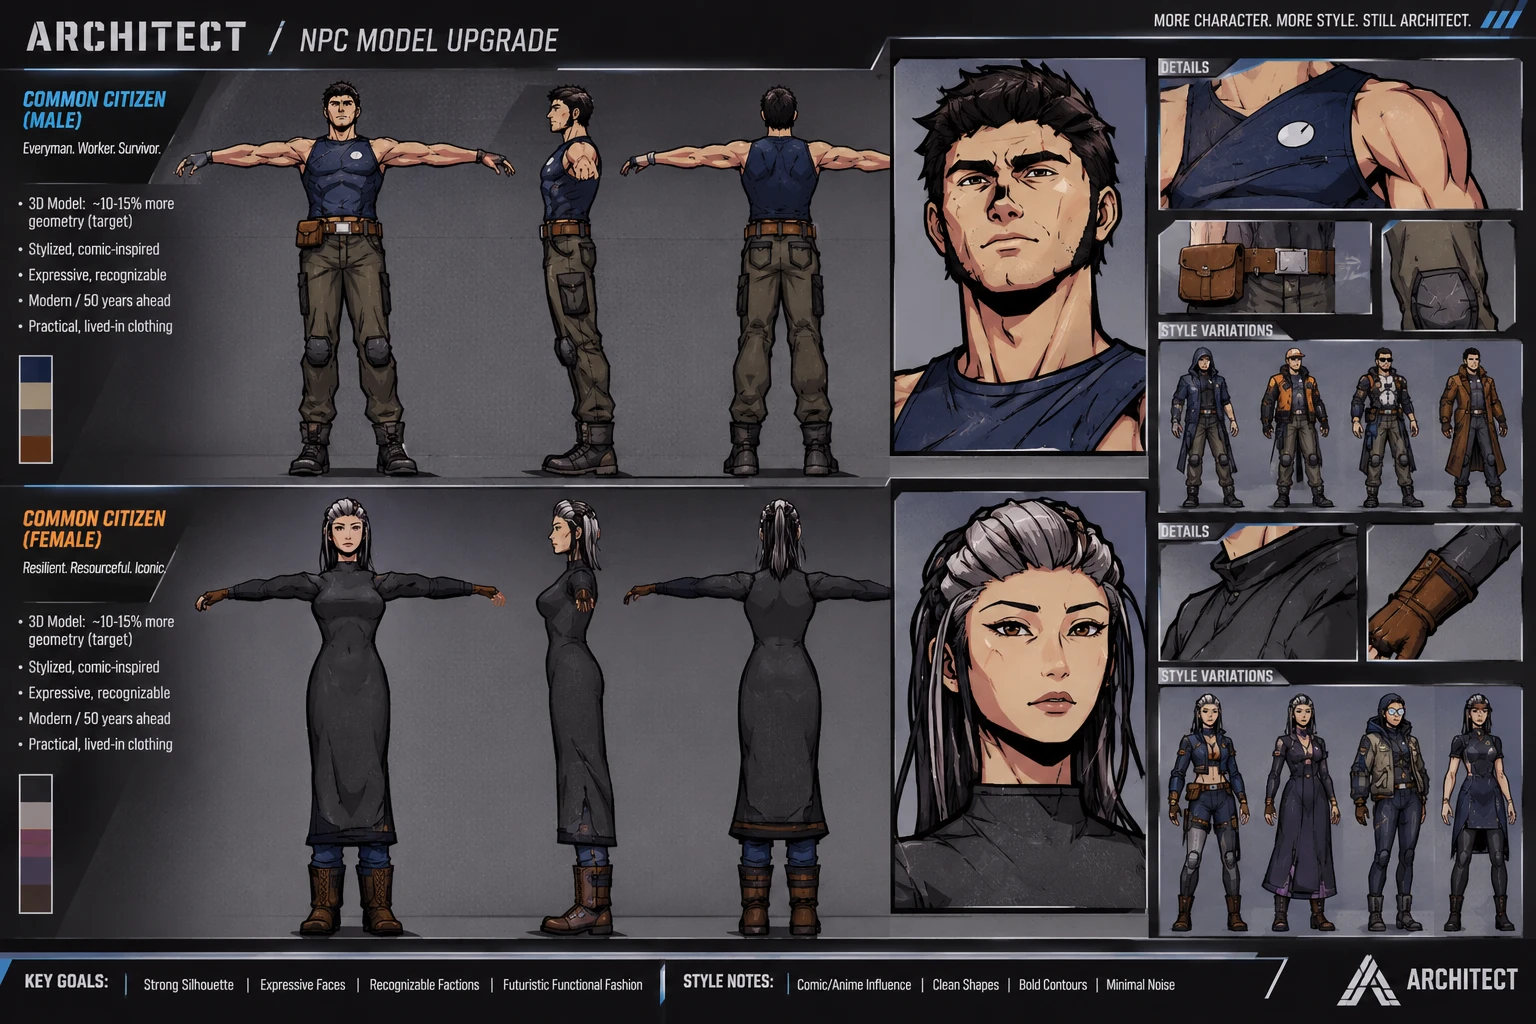 ARCHITECT / NPC MODEL UPGRADE
MORE CHARACTER. MORE STYLE. STILL ARCHITECT.
COMMON CITIZEN
(MALE)
Everyman. Worker. Survivor.
• 3D Model: ~10-15% more
geometry (target)
• Stylized, comic-inspired
• Expressive, recognizable
• Modern / 50 years ahead
• Practical, lived-in clothing
DETAILS
STYLE VARIATIONS
COMMON CITIZEN
(FEMALE)
Resilient. Resourceful. Iconic.
• 3D Model: ~10-15% more
geometry (target)
• Stylized, comic-inspired
• Expressive, recognizable
• Modern / 50 years ahead
• Practical, lived-in clothing
DETAILS
STYLE VARIATIONS
KEY GOALS: | Strong Silhouette | Expressive Faces | Recognizable Factions | Futuristic Functional Fashion
STYLE NOTES: | Comic/Anime Influence | Clean Shapes | Bold Contours | Minimal Noise
ARCHITECT